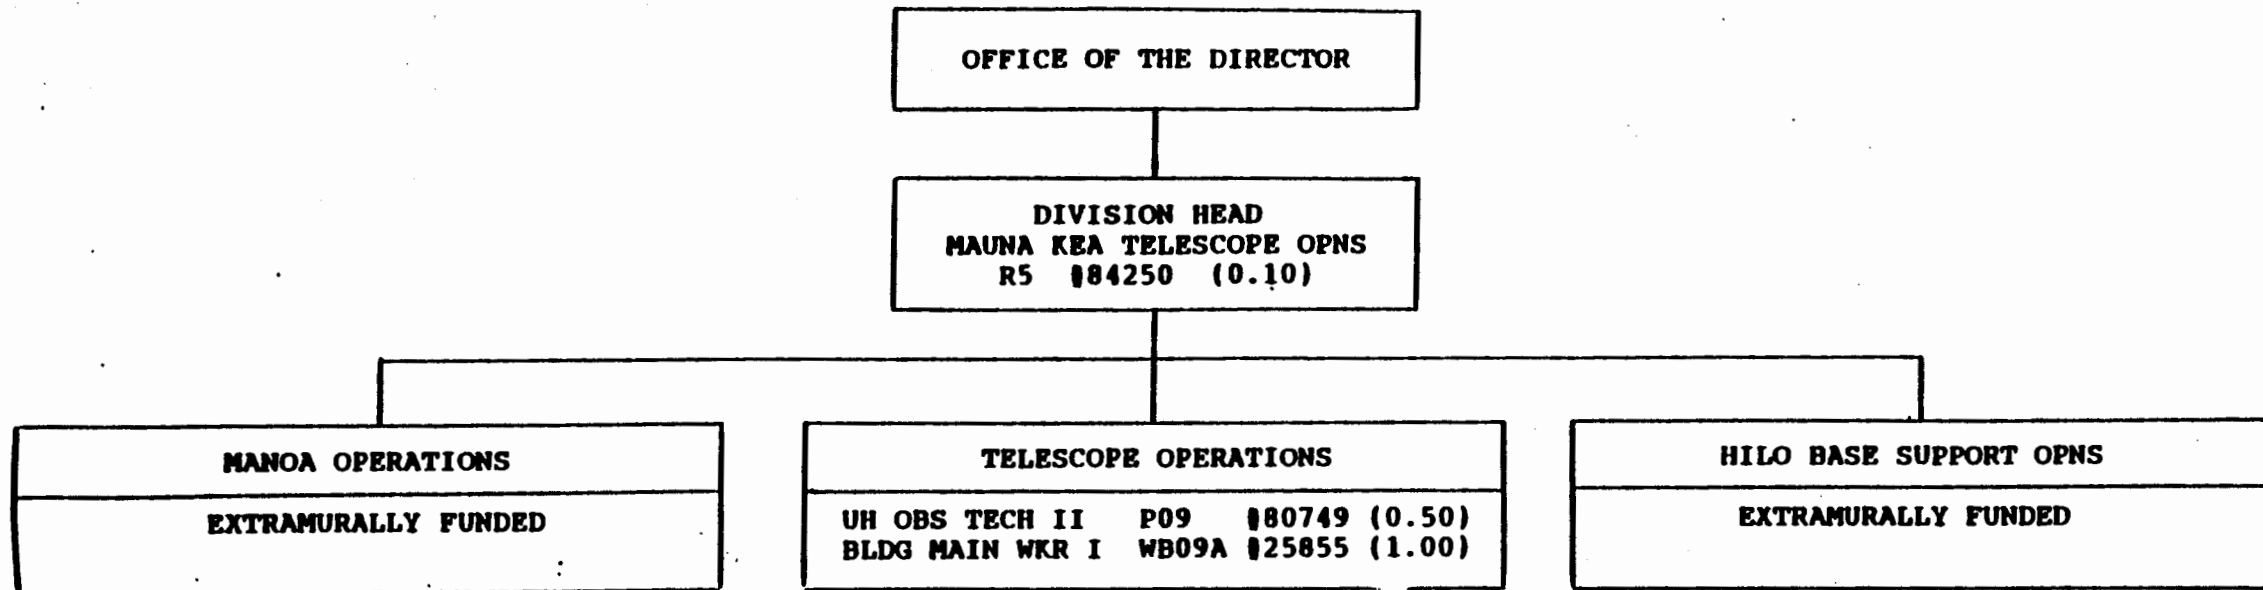 OFFICE OF THE DIRECTOR
DIVISION HEAD
MAUNA KEA TELESCOPE OPNS
R5 #84250 (0.10)
MANOA OPERATIONS
EXTRAMURALLY FUNDED
TELESCOPE OPERATIONS
UH OBS TECH II P09 #80749 (0.50)
BLDG MAIN WKR I WB09A #25855 (1.00)
HILO BASE SUPPORT OPNS
EXTRAMURALLY FUNDED